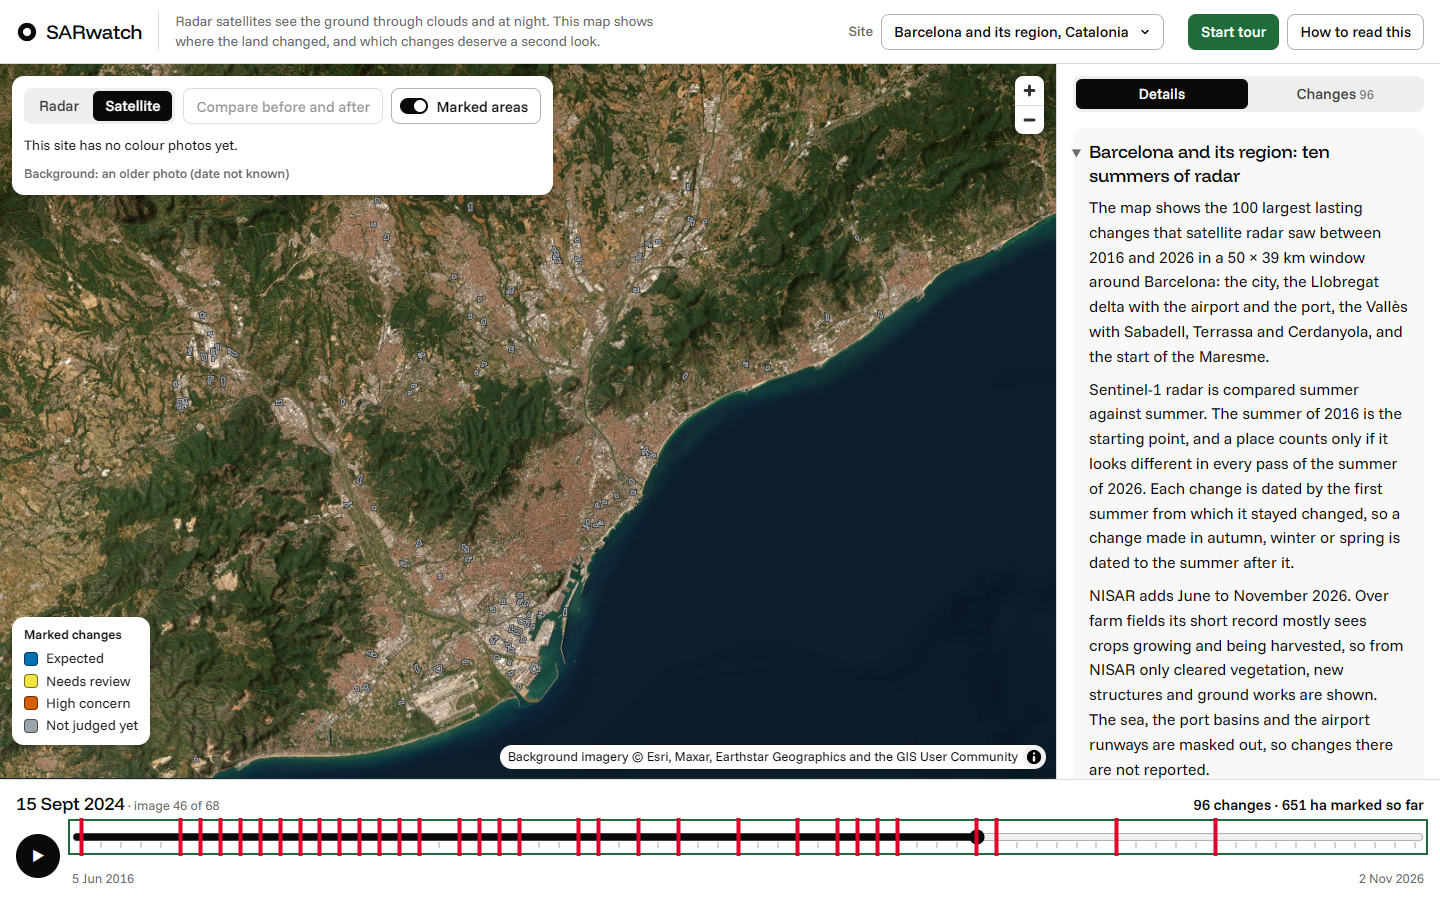 SARwatch
Radar satellites see the ground through clouds and at night. This map shows
where the land changed, and which changes deserve a second look.
Site
Barcelona and its region, Catalonia
Start tour
How to read this
Radar
Satellite
Compare before and after
Marked areas
This site has no colour photos yet.
Background: an older photo (date not known)
+
−
Details
Changes 96
Barcelona and its region: ten
summers of radar
The map shows the 100 largest lasting
changes that satellite radar saw between
2016 and 2026 in a 50 × 39 km window
around Barcelona: the city, the Llobregat
delta with the airport and the port, the Vallès
with Sabadell, Terrassa and Cerdanyola, and
the start of the Maresme.
Sentinel-1 radar is compared summer
against summer. The summer of 2016 is the
starting point, and a place counts only if it
looks different in every pass of the summer
of 2026. Each change is dated by the first
summer from which it stayed changed, so a
change made in autumn, winter or spring is
dated to the summer after it.
NISAR adds June to November 2026. Over
farm fields its short record mostly sees
crops growing and being harvested, so from
NISAR only cleared vegetation, new
structures and ground works are shown.
The sea, the port basins and the airport
runways are masked out, so changes there
are not reported.
Marked changes
Expected
Needs review
High concern
Not judged yet
Background imagery © Esri, Maxar, Earthstar Geographics and the GIS User Community
15 Sept 2024 · image 46 of 68
96 changes · 651 ha marked so far
5 Jun 2016
2 Nov 2026